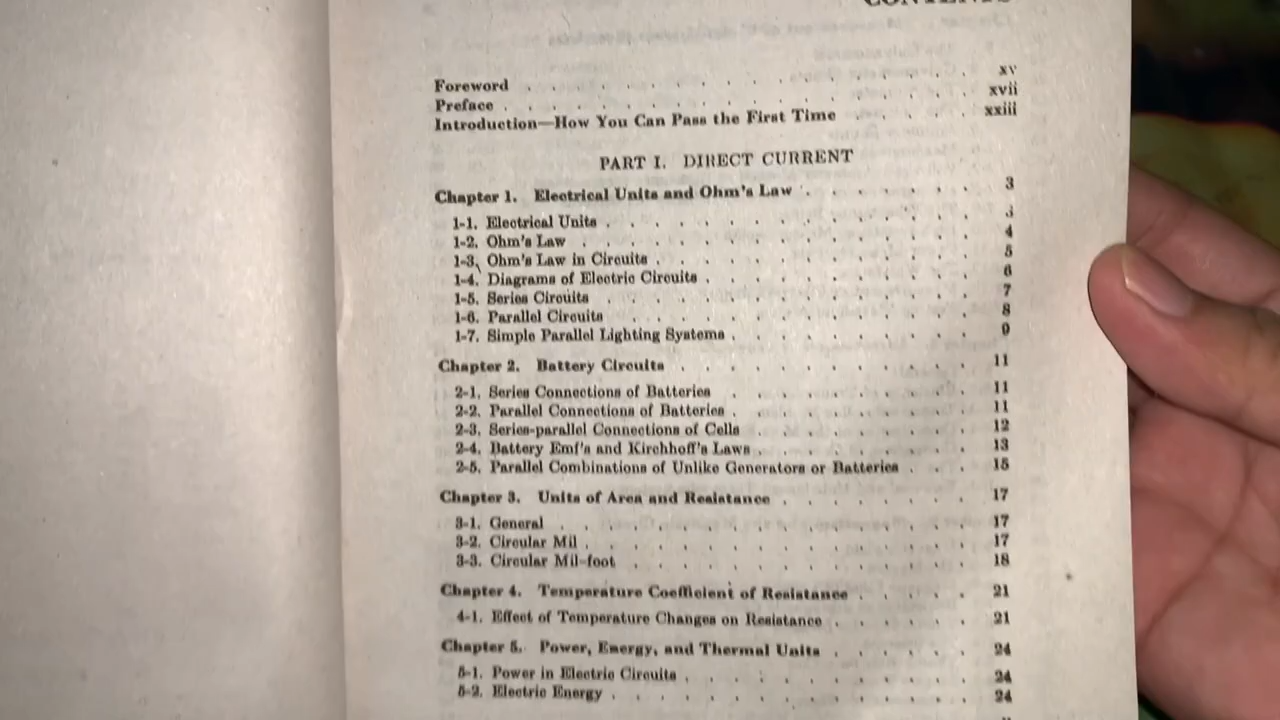 CONTENTS
Foreword . . . . . . . . . . . . . . xv
Preface . . . . . . . . . . . . . . xvii
Introduction—How You Can Pass the First Time . . . . xxiii
PART I. DIRECT CURRENT
Chapter 1. Electrical Units and Ohm's Law . . . . . . . 3
1-1. Electrical Units . . . . . . . . . . . 3
1-2. Ohm's Law . . . . . . . . . . . . 4
1-3. Ohm's Law in Circuits . . . . . . . . . . 5
1-4. Diagrams of Electric Circuits . . . . . . . . 6
1-5. Series Circuits . . . . . . . . . . . 7
1-6. Parallel Circuits . . . . . . . . . . 8
1-7. Simple Parallel Lighting Systems . . . . . . . . 9
Chapter 2. Battery Circuits . . . . . . . . . . 11
2-1. Series Connections of Batteries . . . . . . . 11
2-2. Parallel Connections of Batteries . . . . . . . . 11
2-3. Series-parallel Connections of Cells . . . . . . . 12
2-4. Battery Emf's and Kirchhoff's Laws . . . . . . . 13
2-5. Parallel Combinations of Unlike Generators or Batteries . . . 15
Chapter 3. Units of Area and Resistance . . . . . . . 17
3-1. General . . . . . . . . . . . . . 17
3-2. Circular Mil . . . . . . . . . . . . 17
3-3. Circular Mil-foot . . . . . . . . . . . 18
Chapter 4. Temperature Coefficient of Resistance . . . . . 21
4-1. Effect of Temperature Changes on Resistance . . . . . 21
Chapter 5. Power, Energy, and Thermal Units . . . . . 24
5-1. Power in Electric Circuits . . . . . . . . . 24
5-2. Electric Energy . . . . . . . . . . . 24